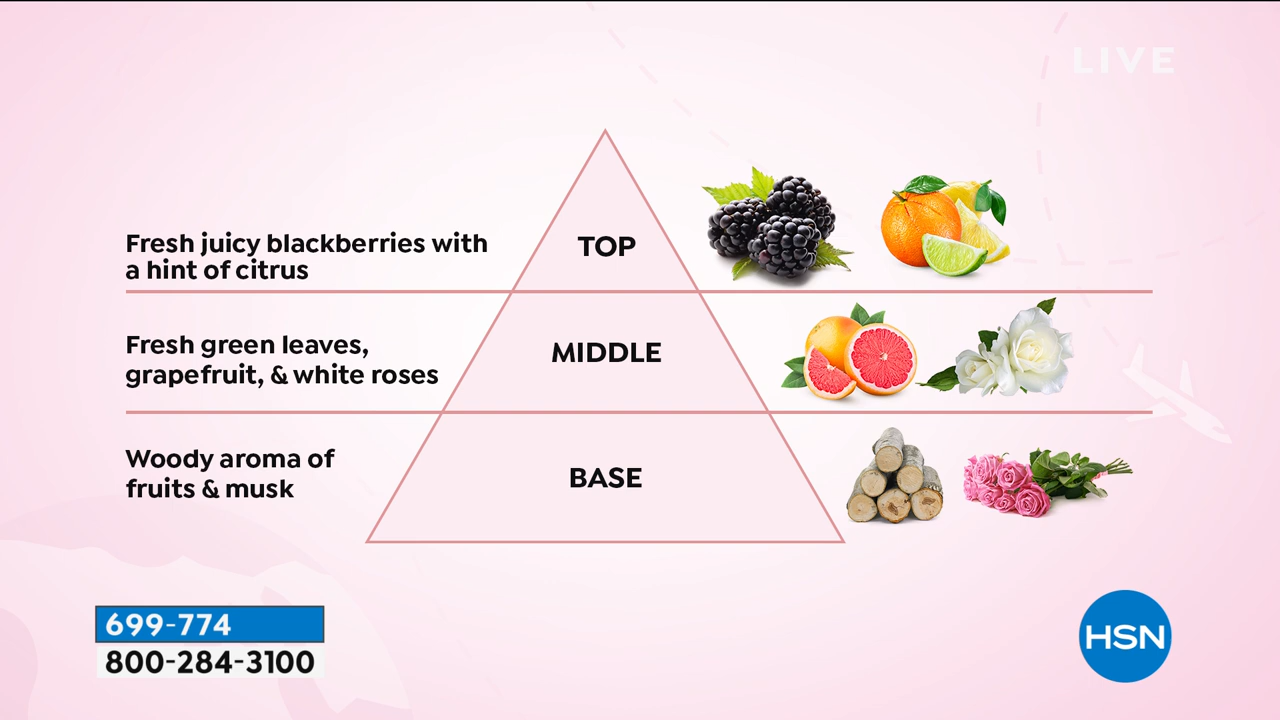 LIVE
Fresh juicy blackberries with
a hint of citrus
TOP
Fresh green leaves,
grapefruit, & white roses
MIDDLE
Woody aroma of
fruits & musk
BASE
699-774
800-284-3100
HSN